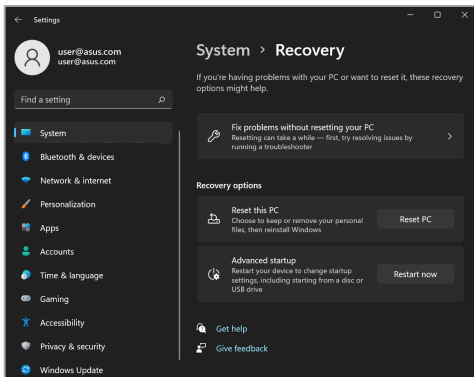 Settings
user@asus.com
user@asus.com
Find a setting
System
Bluetooth & devices
Network & internet
Personalization
Apps
Accounts
Time & language
Gaming
Accessibility
Privacy & security
Windows Update
System > Recovery
If you're having problems with your PC or want to reset it, these recovery
options might help.
Fix problems without resetting your PC
Resetting can take a while — first, try resolving issues by
running a troubleshooter
Recovery options
Reset this PC
Choose to keep or remove your personal
files, then reinstall Windows
Reset PC
Advanced startup
Restart your device to change startup
settings, including starting from a disc or
USB drive
Restart now
Get help
Give feedback